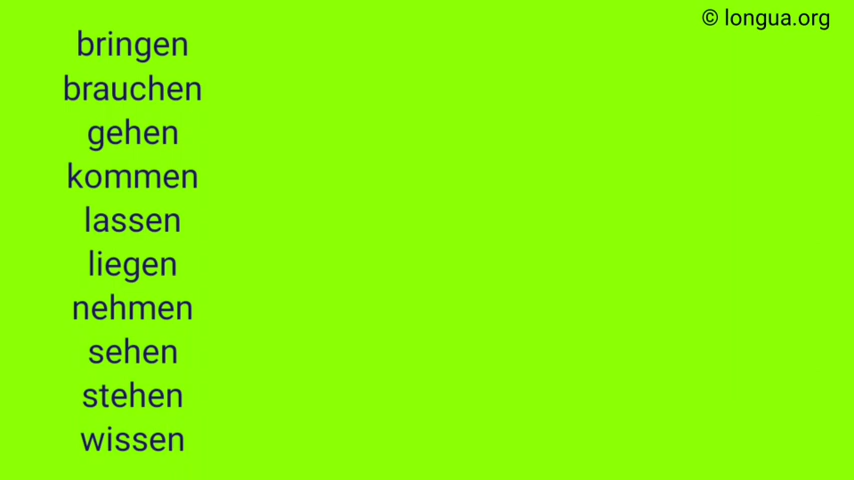 © longua.org
bringen
brauchen
gehen
kommen
lassen
liegen
nehmen
sehen
stehen
wissen